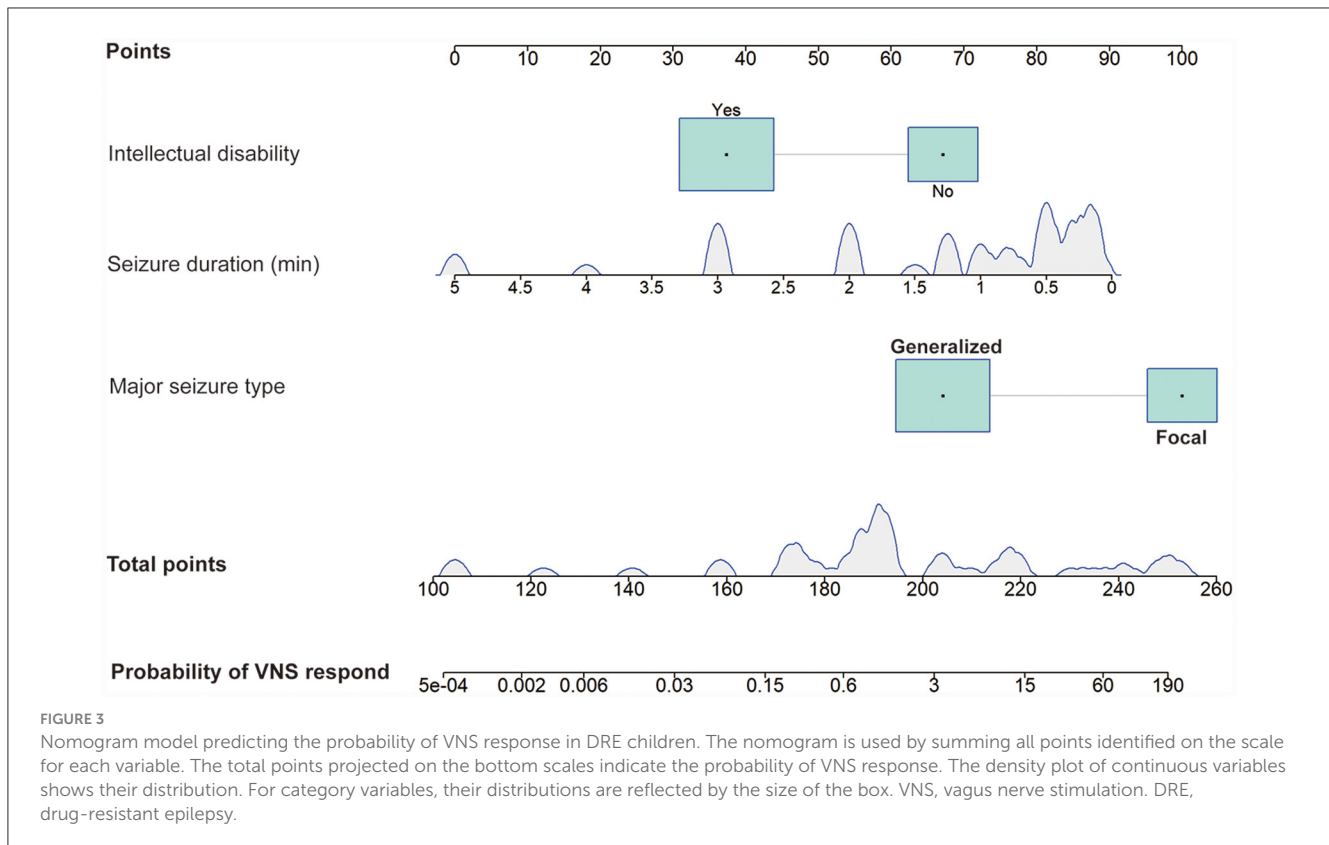 Points
0 10 20 30 40 50 60 70 80 90 100
Yes
Intellectual disability
No
Seizure duration (min)
5 4.5 4 3.5 3 2.5 2 1.5 1 0.5 0
Generalized
Major seizure type
Focal
Total points
100 120 140 160 180 200 220 240 260
Probability of VNS respond
5e-04 0.002 0.006 0.03 0.15 0.6 3 15 60 190
FIGURE 3
Nomogram model predicting the probability of VNS response in DRE children. The nomogram is used by summing all points identified on the scale
for each variable. The total points projected on the bottom scales indicate the probability of VNS response. The density plot of continuous variables
shows their distribution. For category variables, their distributions are reflected by the size of the box. VNS, vagus nerve stimulation. DRE,
drug-resistant epilepsy.